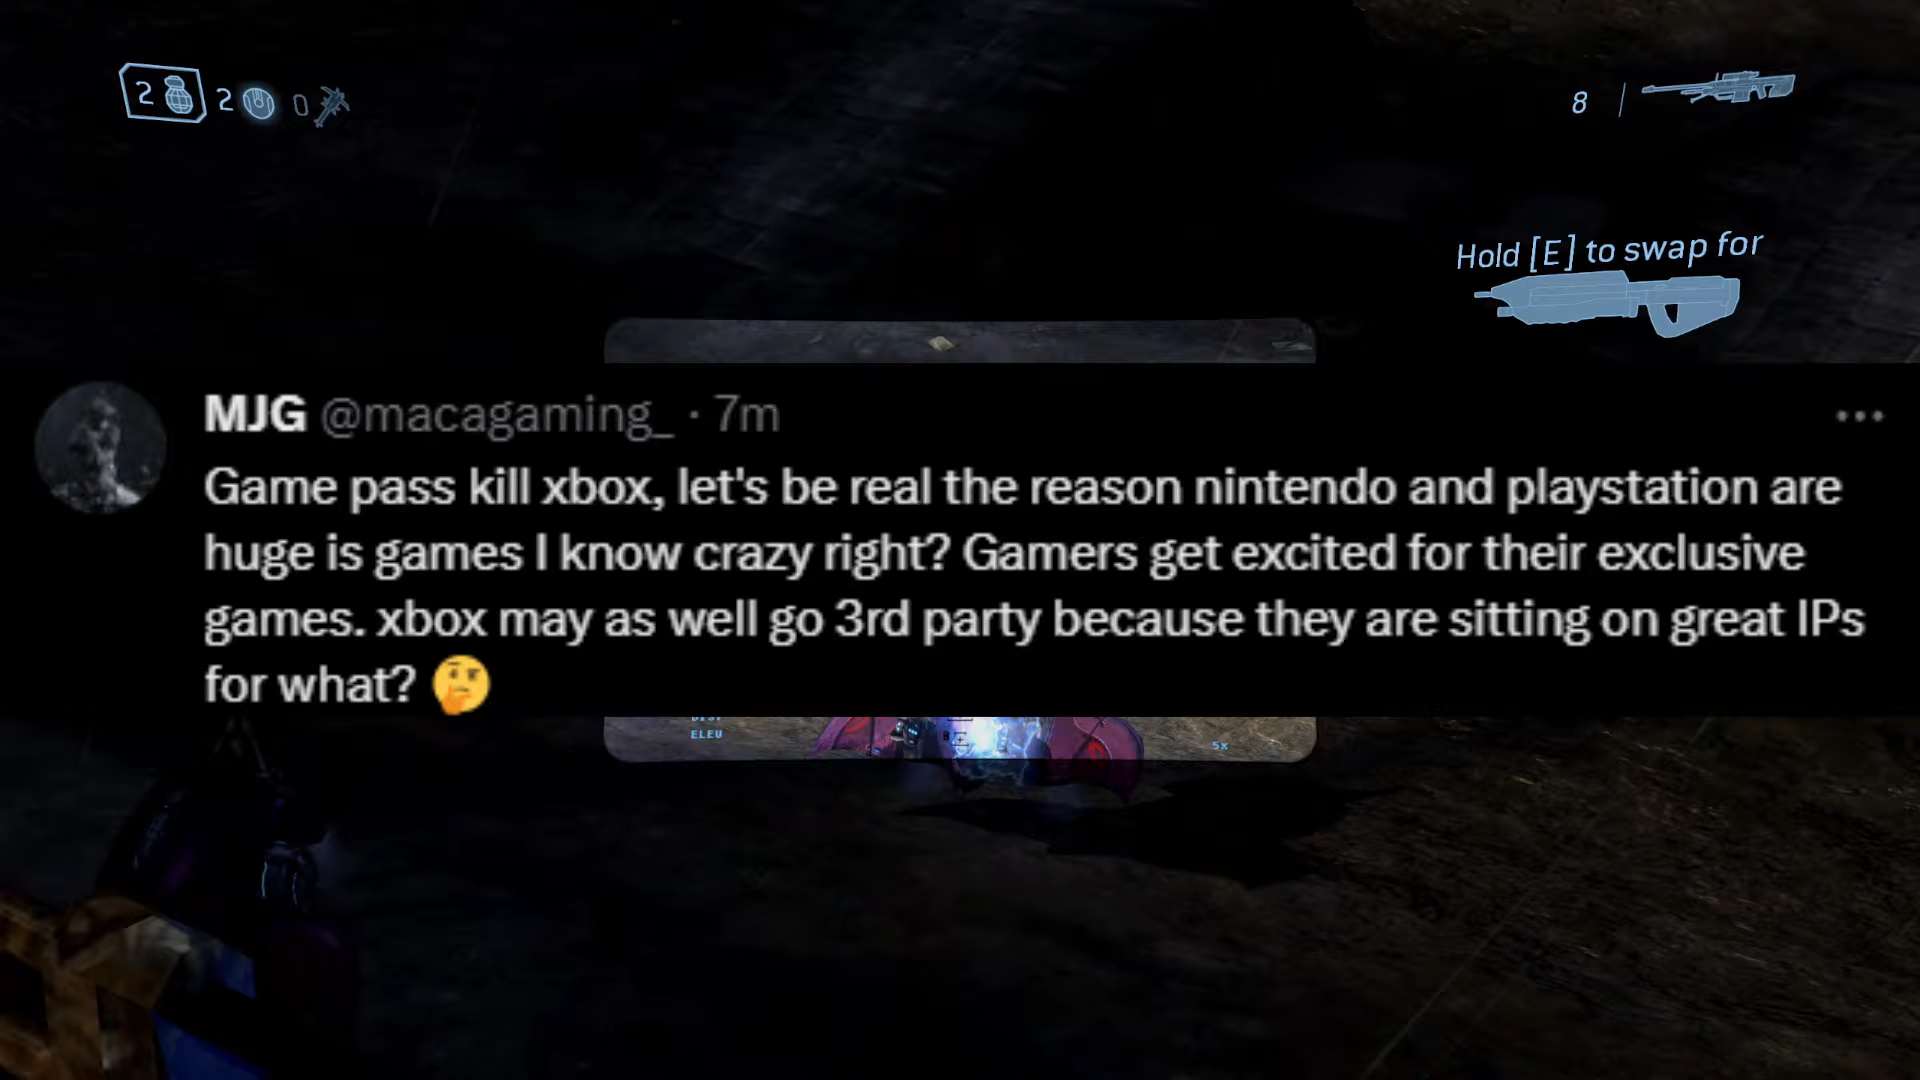 2 2 0
8
Hold [E] to swap for
MJG @macagaming_ · 7m
Game pass kill xbox, let's be real the reason nintendo and playstation are
huge is games I know crazy right? Gamers get excited for their exclusive
games. xbox may as well go 3rd party because they are sitting on great IPs
for what? 🤔
ELEV
5x